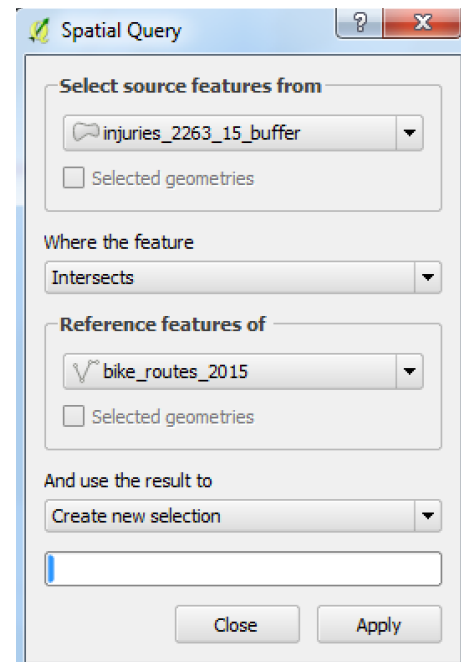 Spatial Query
?
X
Select source features from
injuries_2263_15_buffer
Selected geometries
Where the feature
Intersects
Reference features of
bike_routes_2015
Selected geometries
And use the result to
Create new selection
Close
Apply